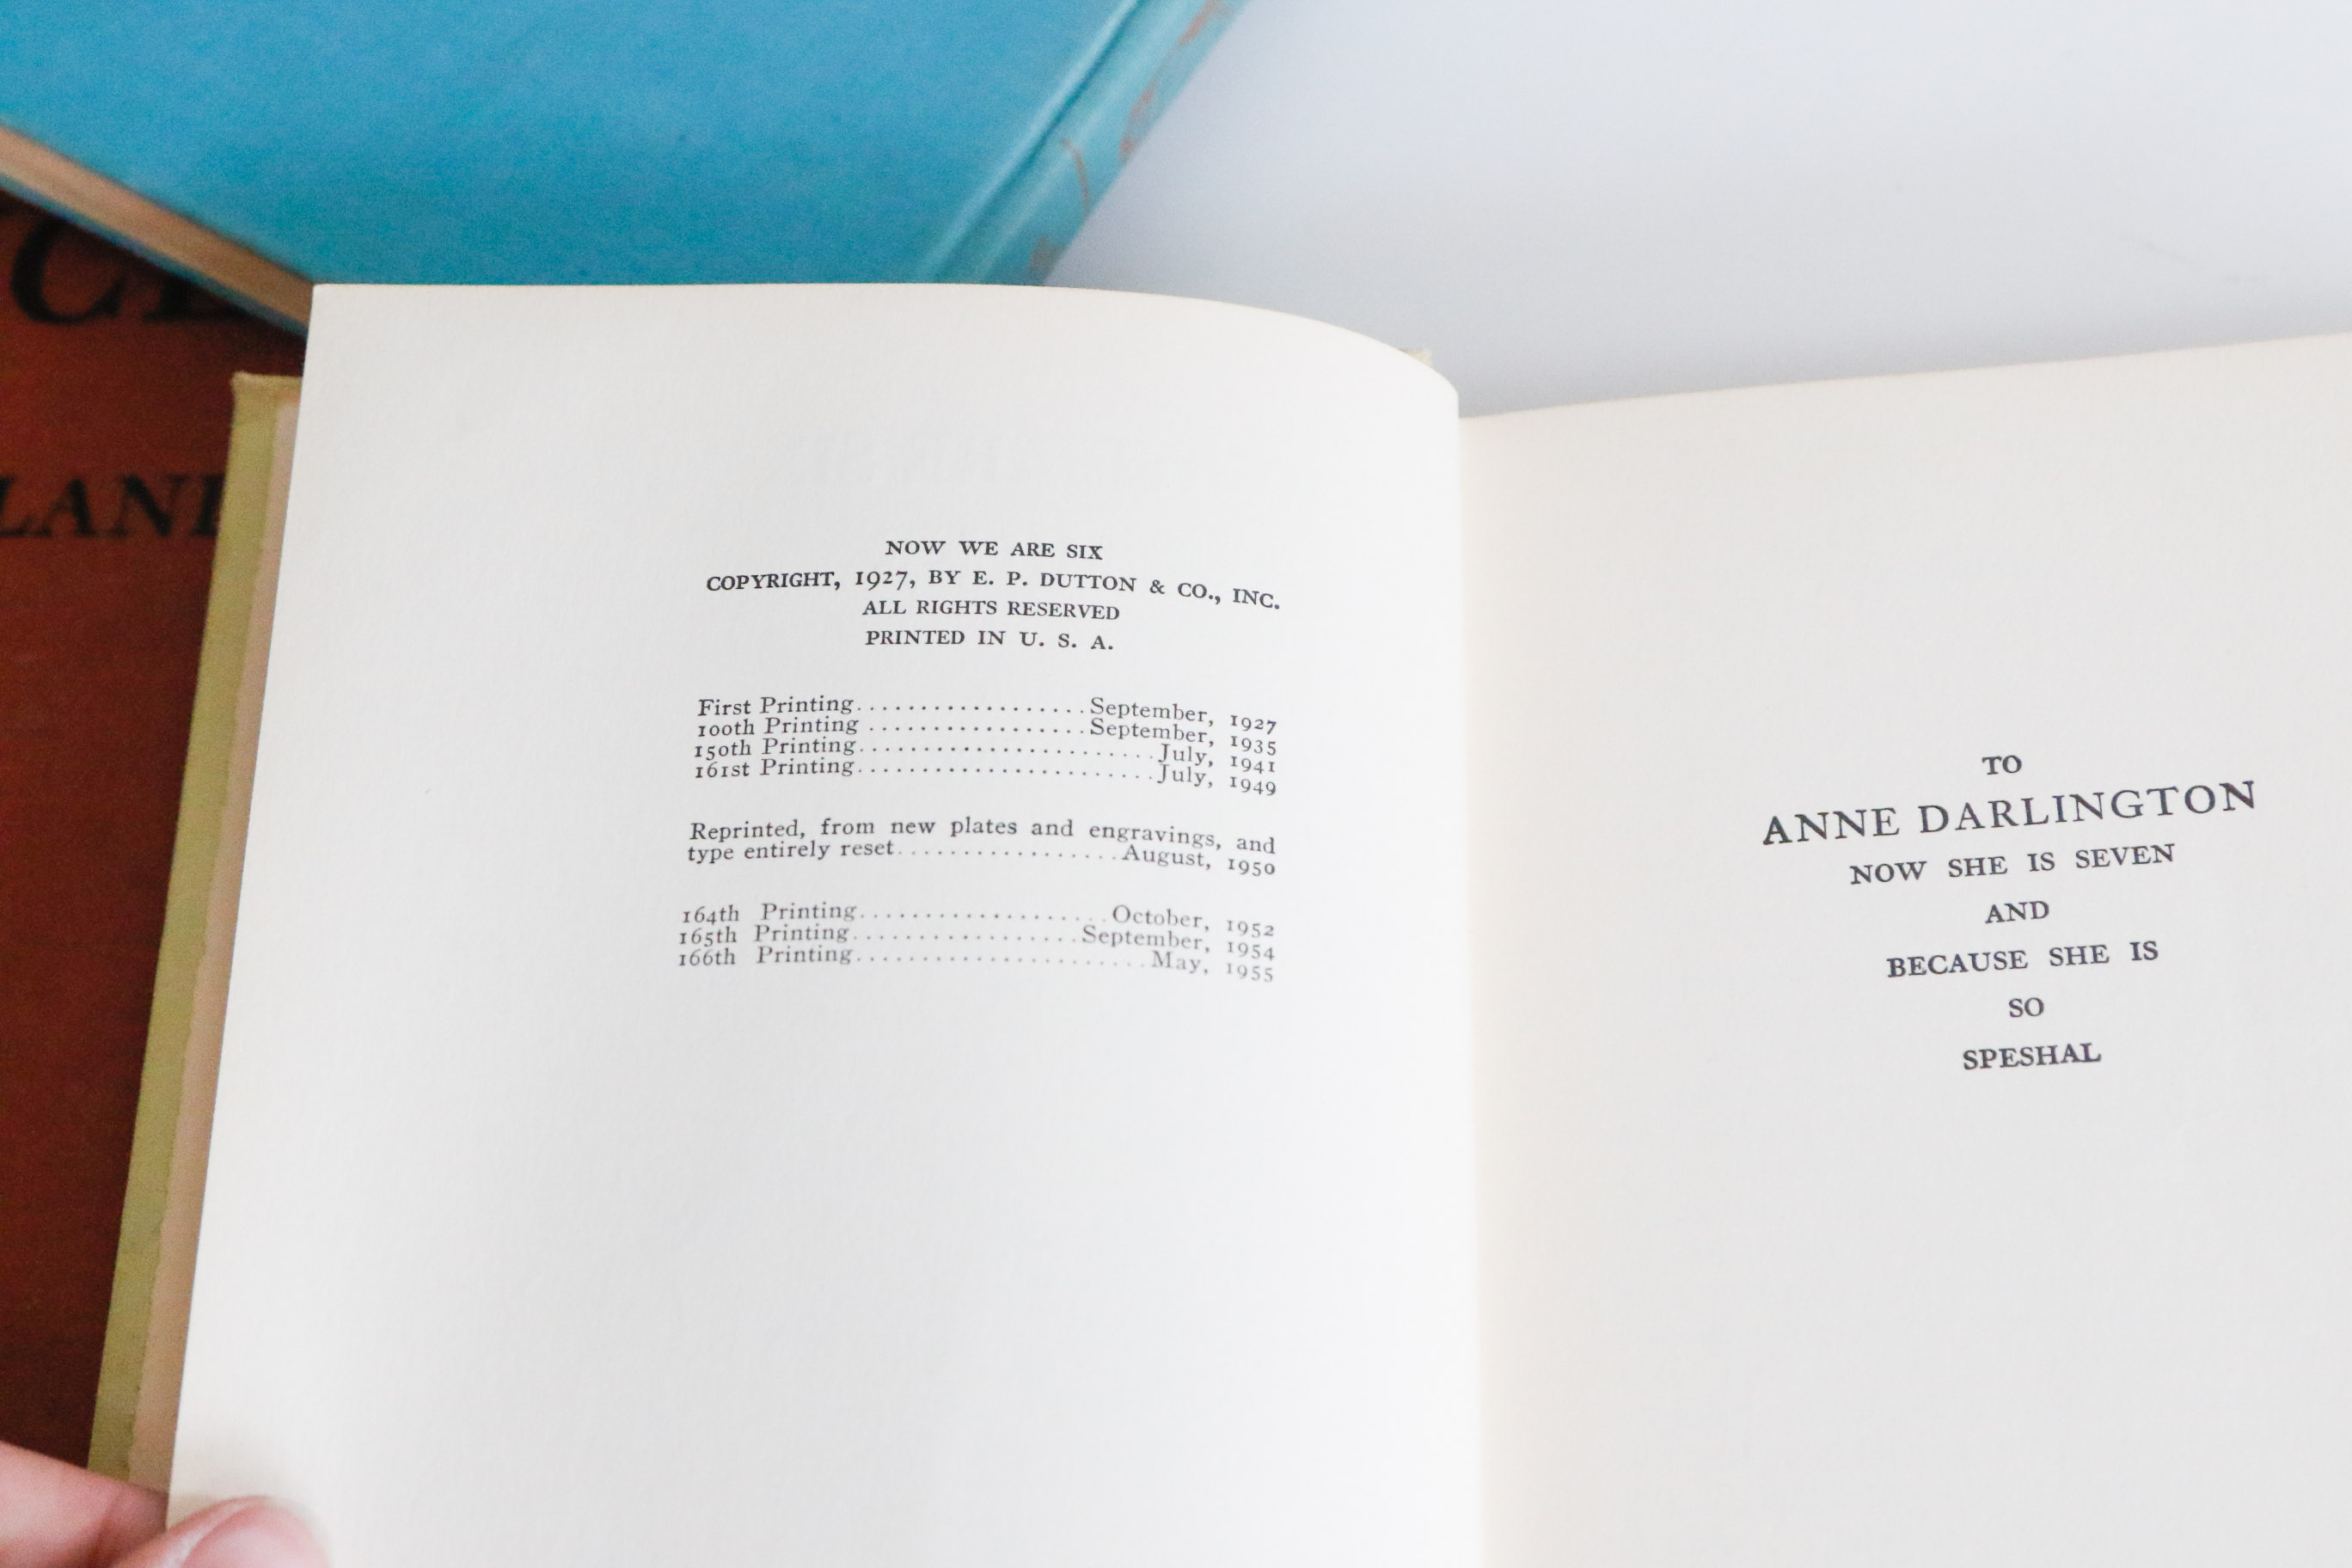 NOW WE ARE SIX
COPYRIGHT, 1927, BY E. P. DUTTON & CO., INC.
ALL RIGHTS RESERVED
PRINTED IN U. S. A.
First Printing..................September, 1927
100th Printing ..................September, 1935
150th Printing........................July, 1941
161st Printing........................July, 1949
Reprinted, from new plates and engravings, and
type entirely reset.................August, 1950
164th Printing....................October, 1952
165th Printing..................September, 1954
166th Printing.......................May, 1955
TO
ANNE DARLINGTON
NOW SHE IS SEVEN
AND
BECAUSE SHE IS
SO
SPESHAL